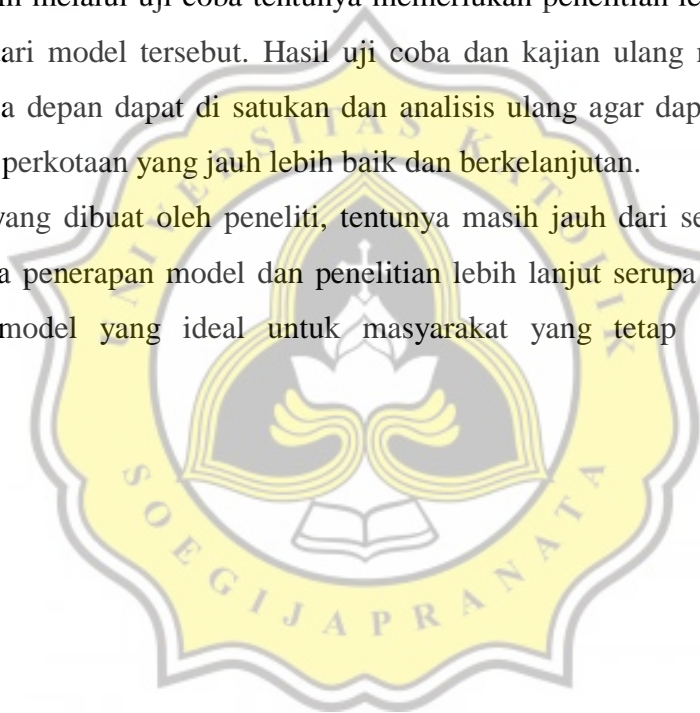 melalui uji coba tentunya memerlukan penelitian
ari model tersebut. Hasil uji coba dan kajian ulang
a depan dapat di satukan dan analisis ulang agar dap
perkotaan yang jauh lebih baik dan berkelanjutan.
yang dibuat oleh peneliti, tentunya masih jauh dari se
a penerapan model dan penelitian lebih lanjut serupa
model yang ideal untuk masyarakat yang tetap
UNIVERSITAS KATOLIK
SOEGIJAPRANATA